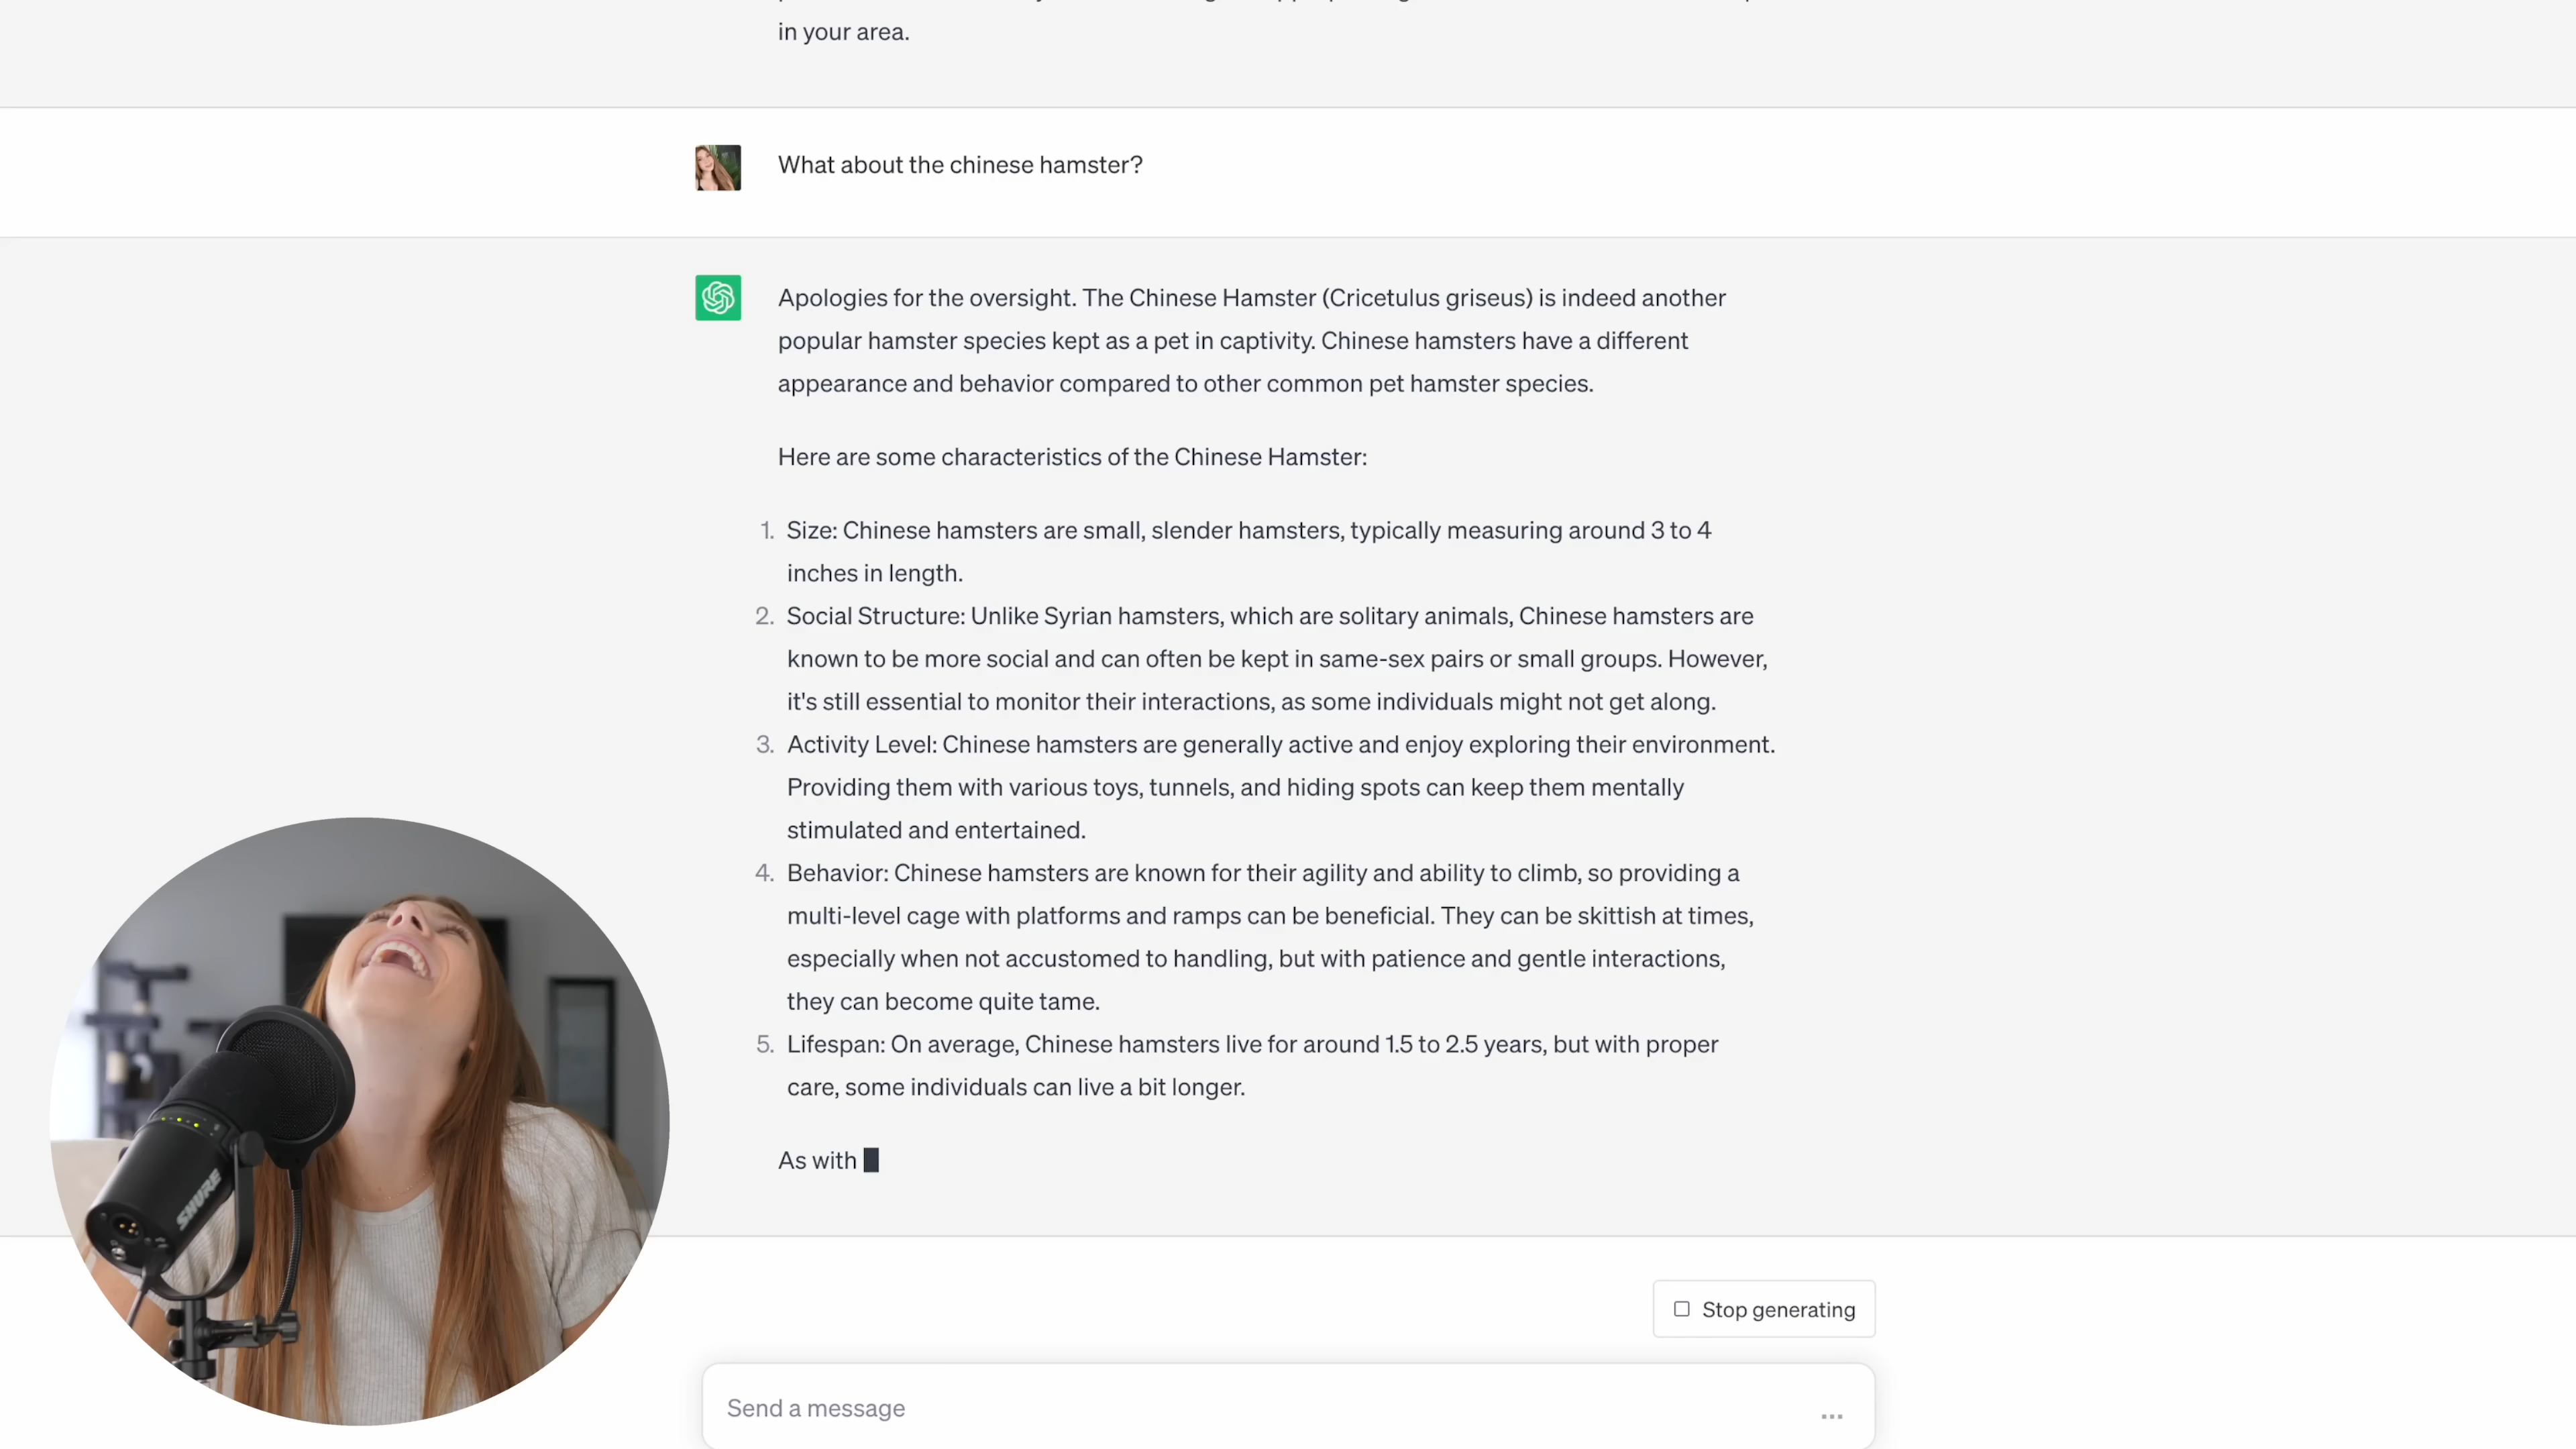 in your area.
What about the chinese hamster?
Apologies for the oversight. The Chinese Hamster (Cricetulus griseus) is indeed another
popular hamster species kept as a pet in captivity. Chinese hamsters have a different
appearance and behavior compared to other common pet hamster species.
Here are some characteristics of the Chinese Hamster:
1. Size: Chinese hamsters are small, slender hamsters, typically measuring around 3 to 4
inches in length.
2. Social Structure: Unlike Syrian hamsters, which are solitary animals, Chinese hamsters are
known to be more social and can often be kept in same-sex pairs or small groups. However,
it's still essential to monitor their interactions, as some individuals might not get along.
3. Activity Level: Chinese hamsters are generally active and enjoy exploring their environment.
Providing them with various toys, tunnels, and hiding spots can keep them mentally
stimulated and entertained.
4. Behavior: Chinese hamsters are known for their agility and ability to climb, so providing a
multi-level cage with platforms and ramps can be beneficial. They can be skittish at times,
especially when not accustomed to handling, but with patience and gentle interactions,
they can become quite tame.
5. Lifespan: On average, Chinese hamsters live for around 1.5 to 2.5 years, but with proper
care, some individuals can live a bit longer.
As with
SHURE
Stop generating
Send a message